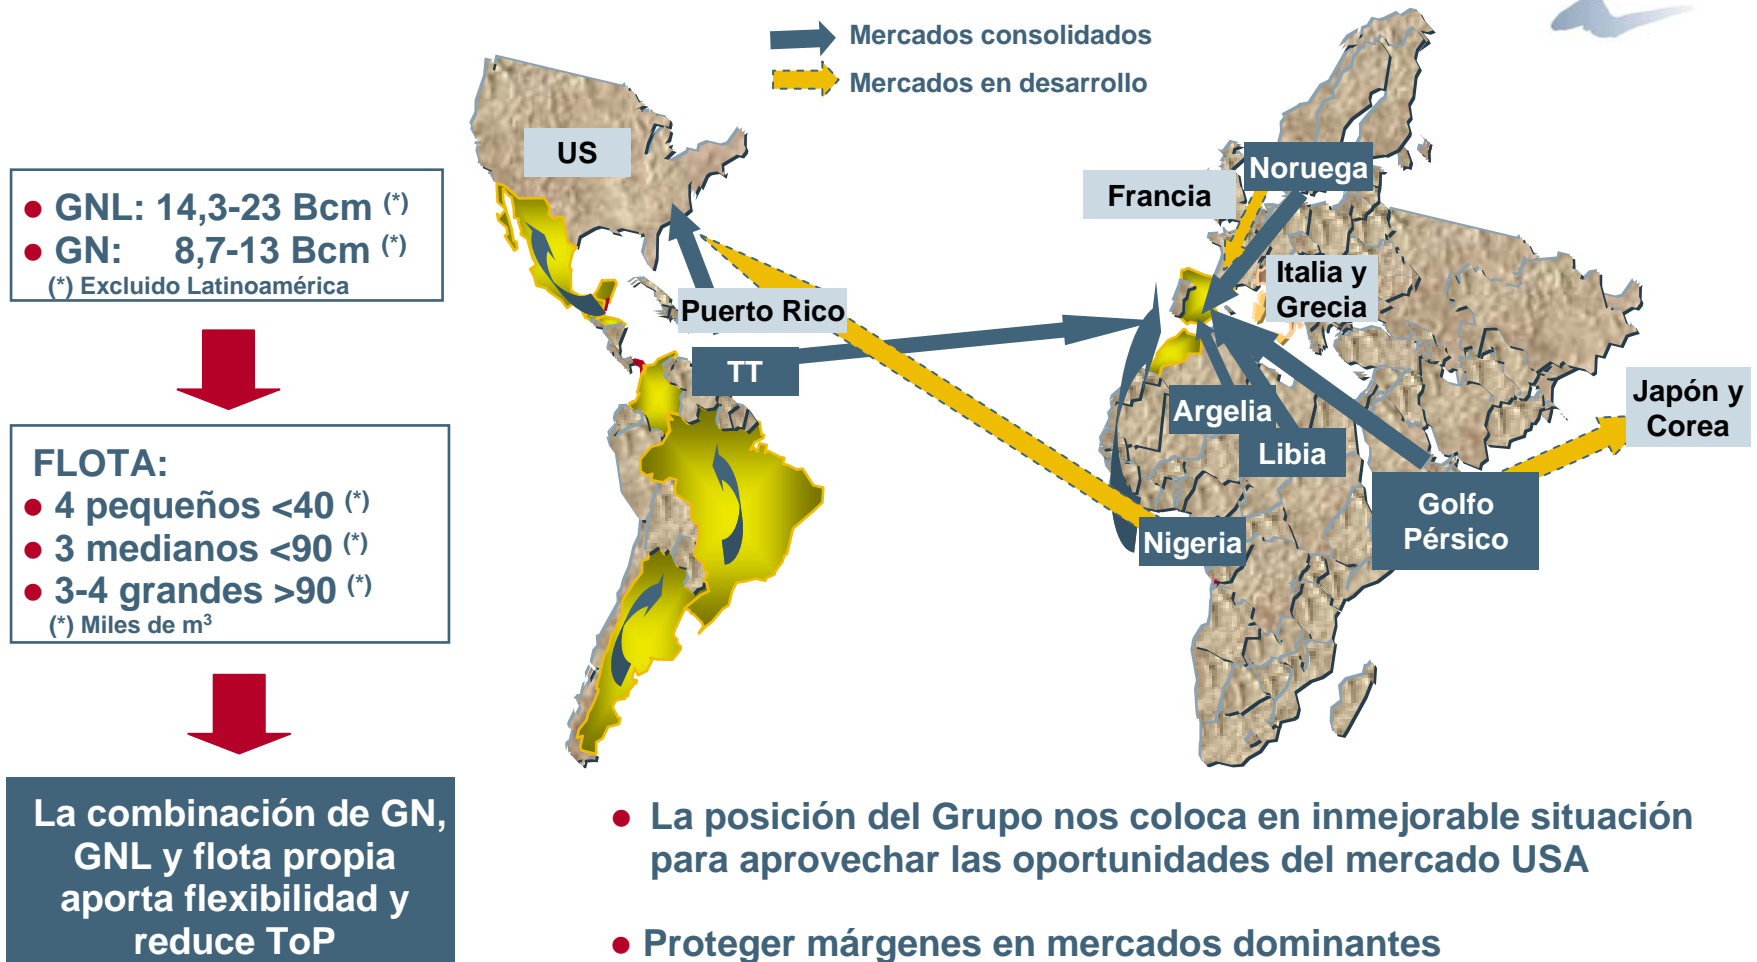 Mercados consolidados
Mercados en desarrollo
US
Noruega
Francia
Italia y
Grecia
Puerto Rico
TT
Argelia
Libia
Japón y
Corea
Golfo
Pérsico
Nigeria
● GNL: 14,3-23 Bcm (*)
● GN: 8,7-13 Bcm (*)
(*) Excluido Latinoamérica
FLOTA:
● 4 pequeños <40 (*)
● 3 medianos <90 (*)
● 3-4 grandes >90 (*)
(*) Miles de m³
La combinación de GN,
GNL y flota propia
aporta flexibilidad y
reduce ToP
● La posición del Grupo nos coloca en inmejorable situación
para aprovechar las oportunidades del mercado USA
● Proteger márgenes en mercados dominantes